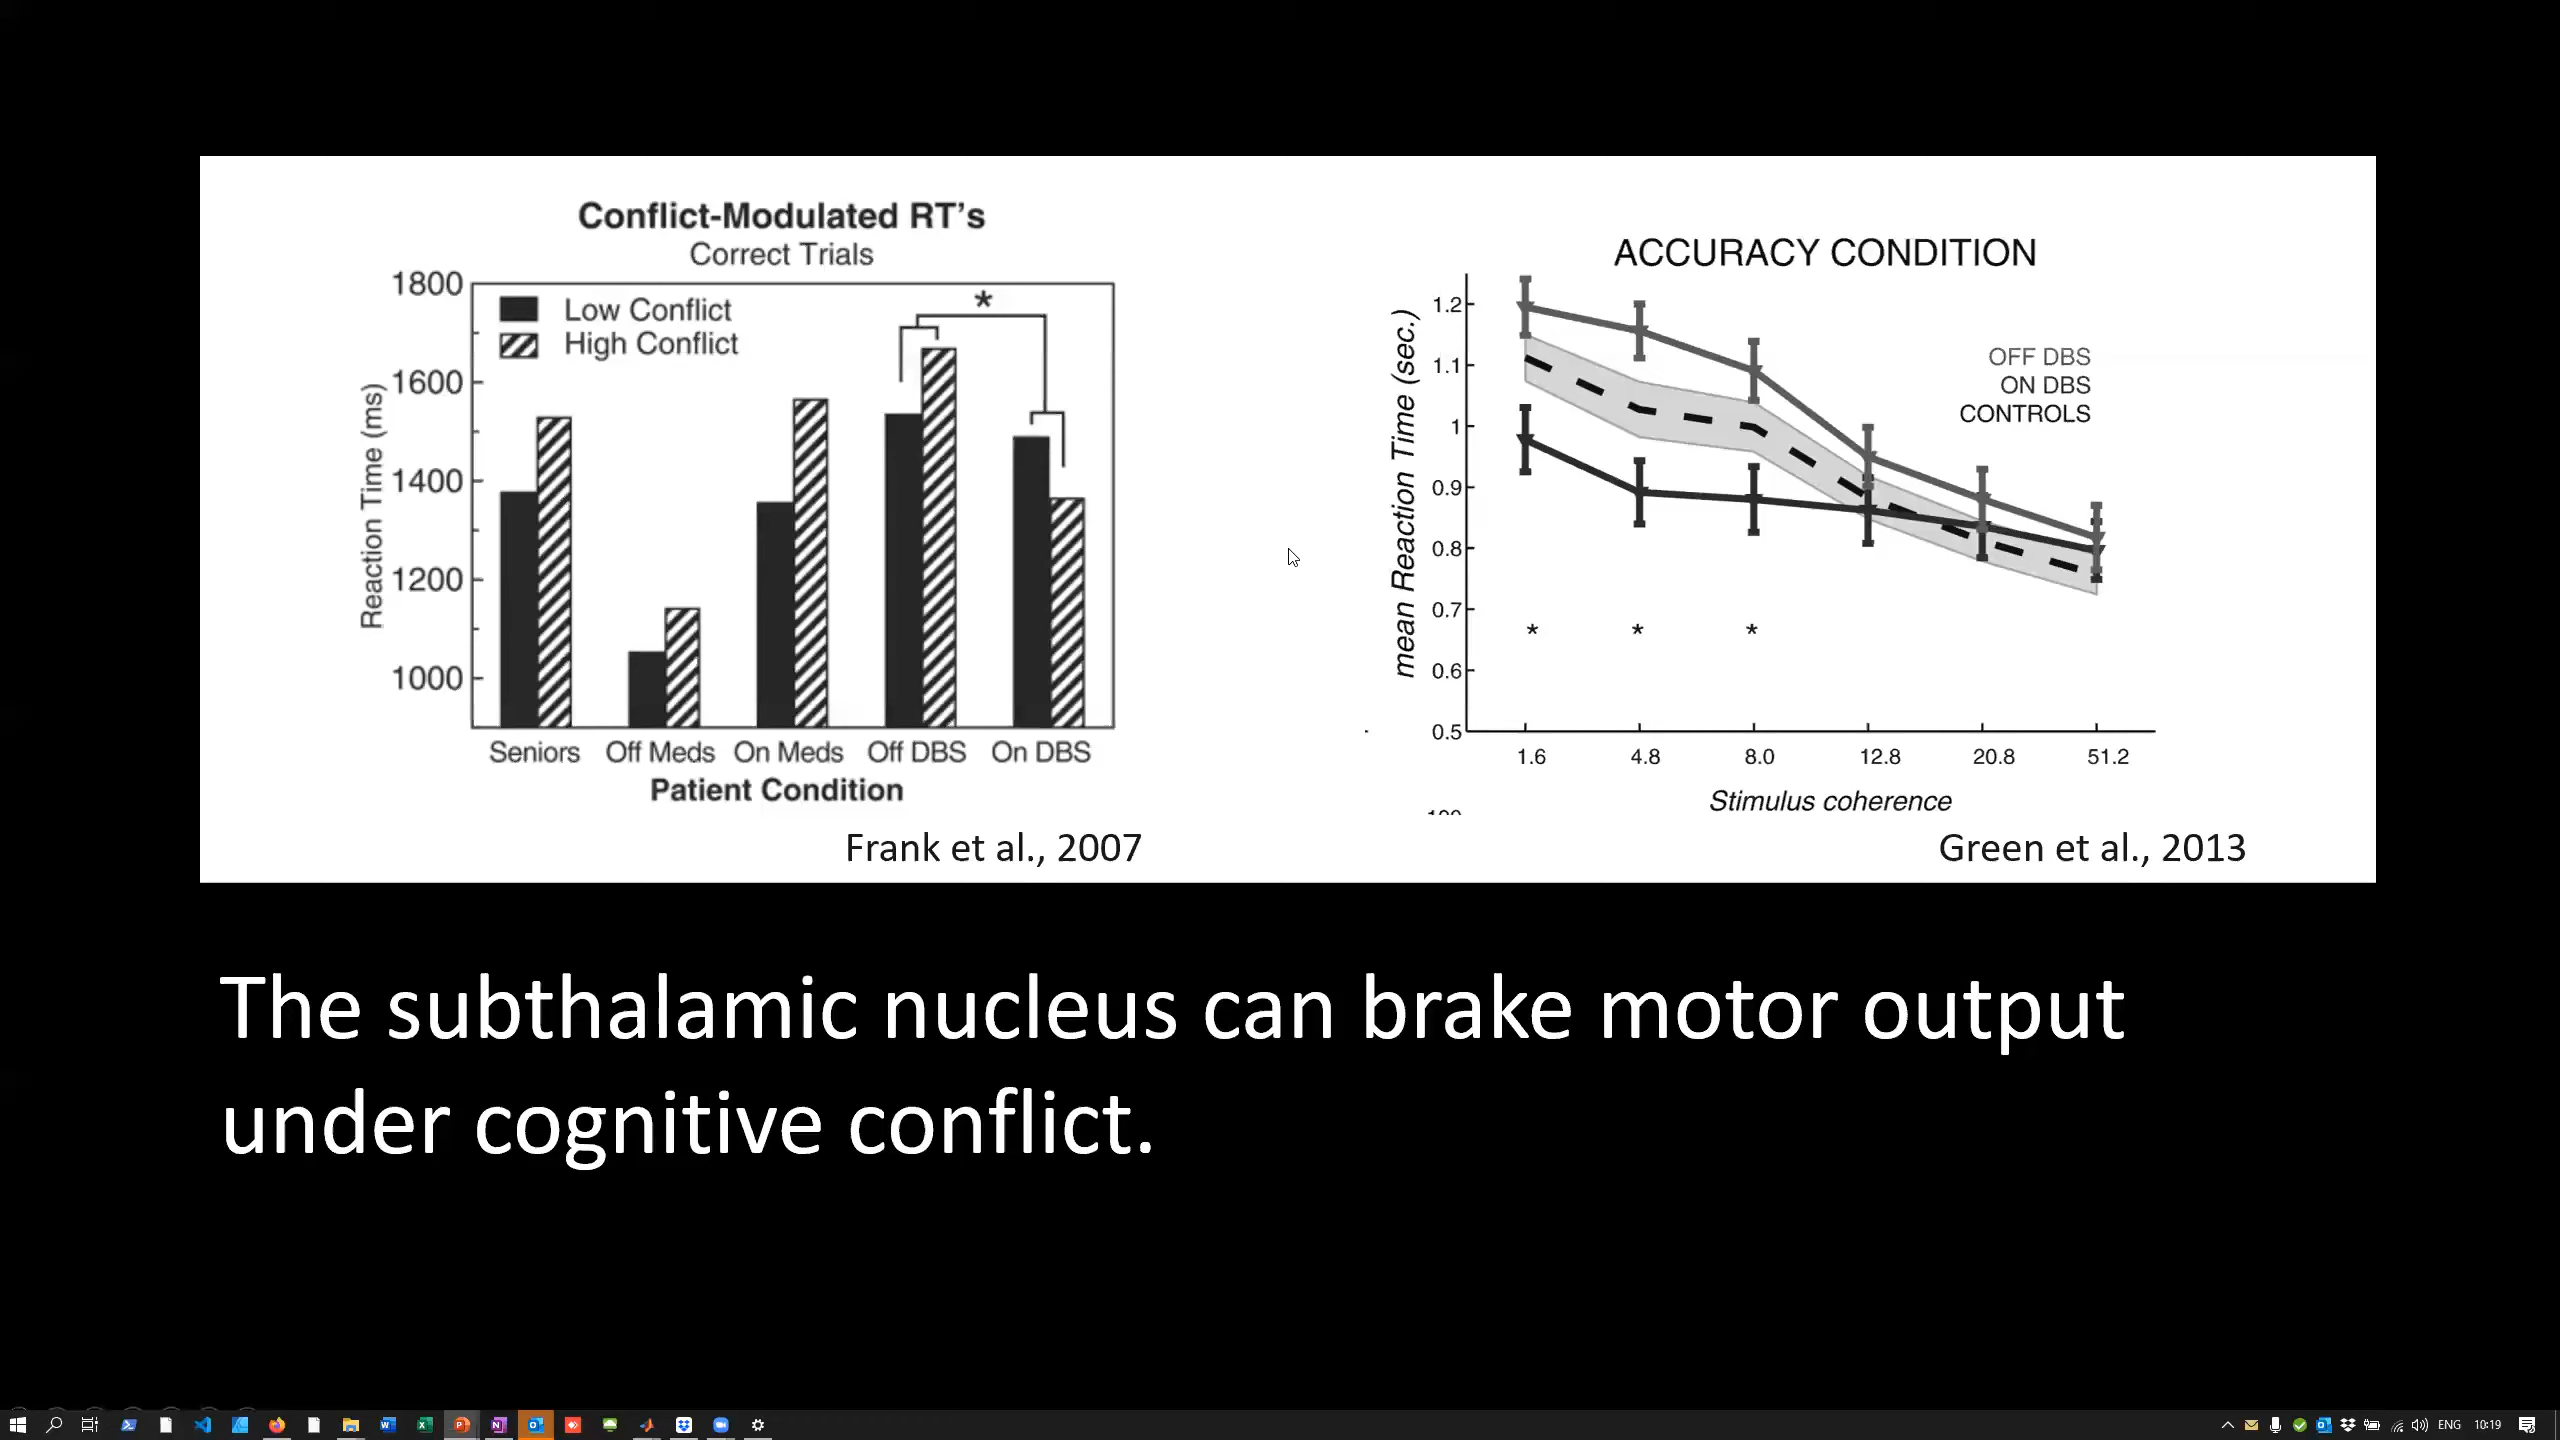 Conflict-Modulated RT's
Correct Trials
1800
1600
1400
1200
1000
Reaction Time (ms)
Low Conflict
High Conflict
*
Seniors Off Meds On Meds Off DBS On DBS
Patient Condition
Frank et al., 2007
ACCURACY CONDITION
1.2
1.1
1
0.9
0.8
0.7
0.6
0.5
mean Reaction Time (sec.)
OFF DBS
ON DBS
CONTROLS
* * *
1.6 4.8 8.0 12.8 20.8 51.2
Stimulus coherence
Green et al., 2013
The subthalamic nucleus can brake motor output
under cognitive conflict.
ENG 10:19